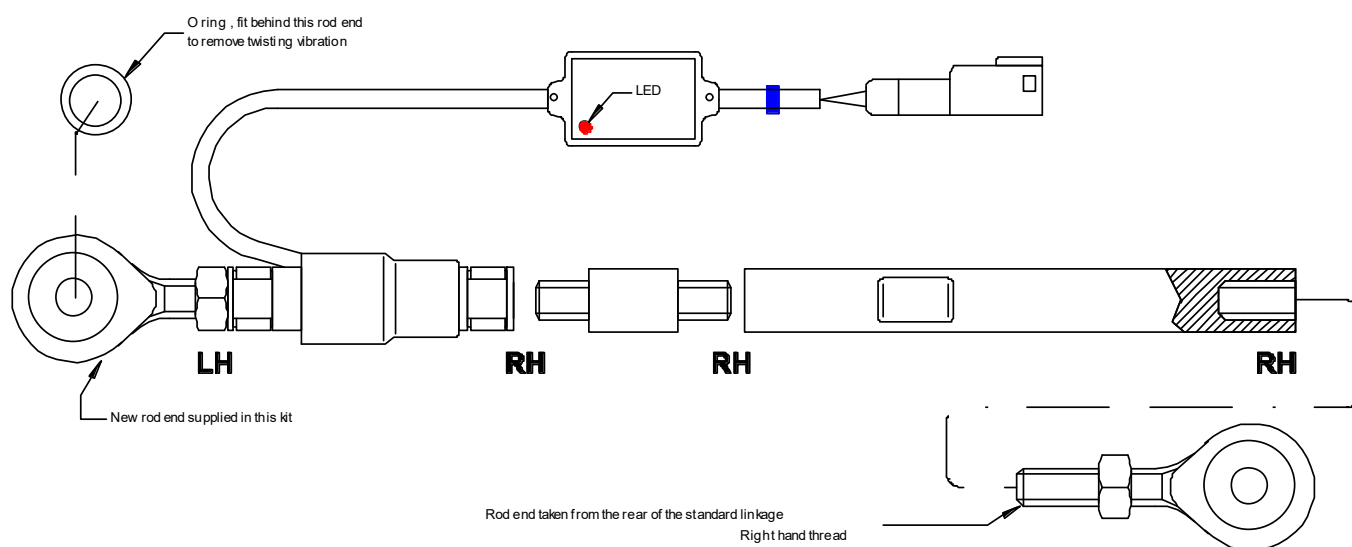 O ring , fit behind this rod end
to remove twisting vibration
LED
LH
RH
RH
RH
New rod end supplied in this kit
Rod end taken from the rear of the standard linkage
Right hand thread